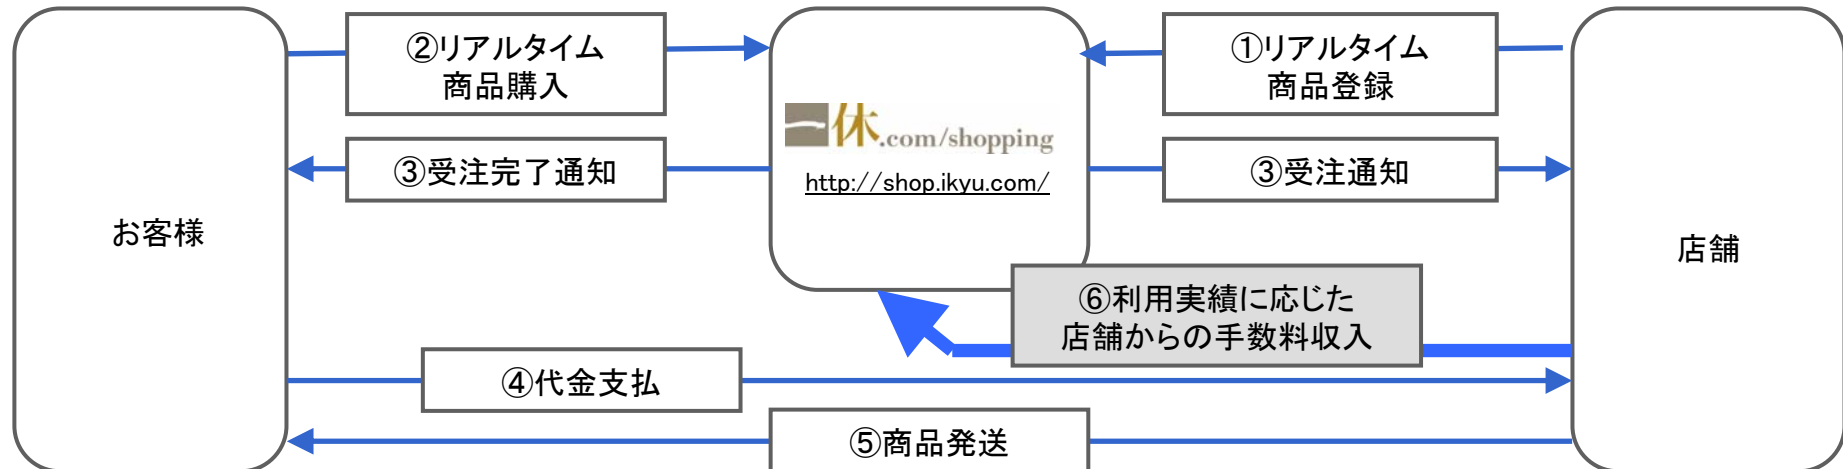 ②リアルタイム
商品購入
①リアルタイム
商品登録
一休.com/shopping
http://shop.ikyu.com/
③受注完了通知
③受注通知
お客様
店舗
⑥利用実績に応じた
店舗からの手数料収入
④代金支払
⑤商品発送